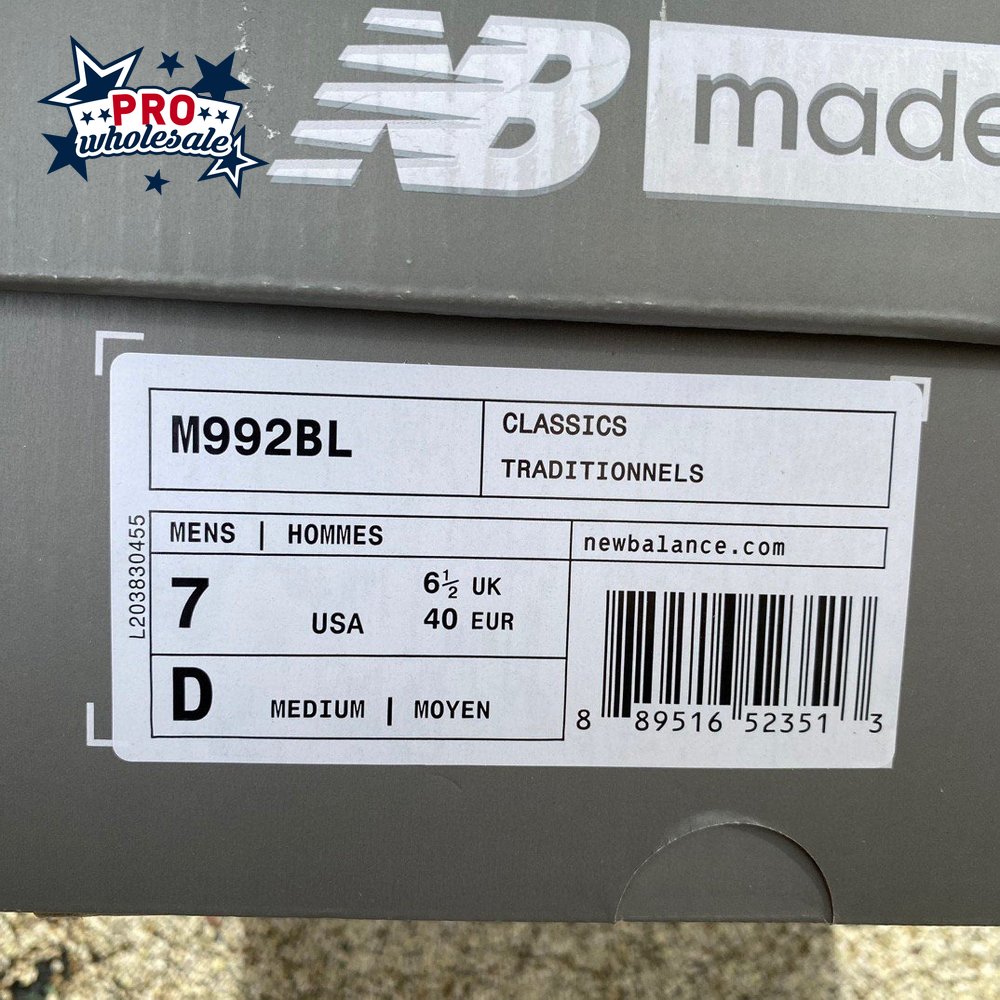 PRO
wholesale
NB
made
M992BL
CLASSICS
TRADITIONNELS
L203830455
MENS | HOMMES
newbalance.com
7 USA
6½ UK
40 EUR
D MEDIUM | MOYEN
8 89516 52351 3